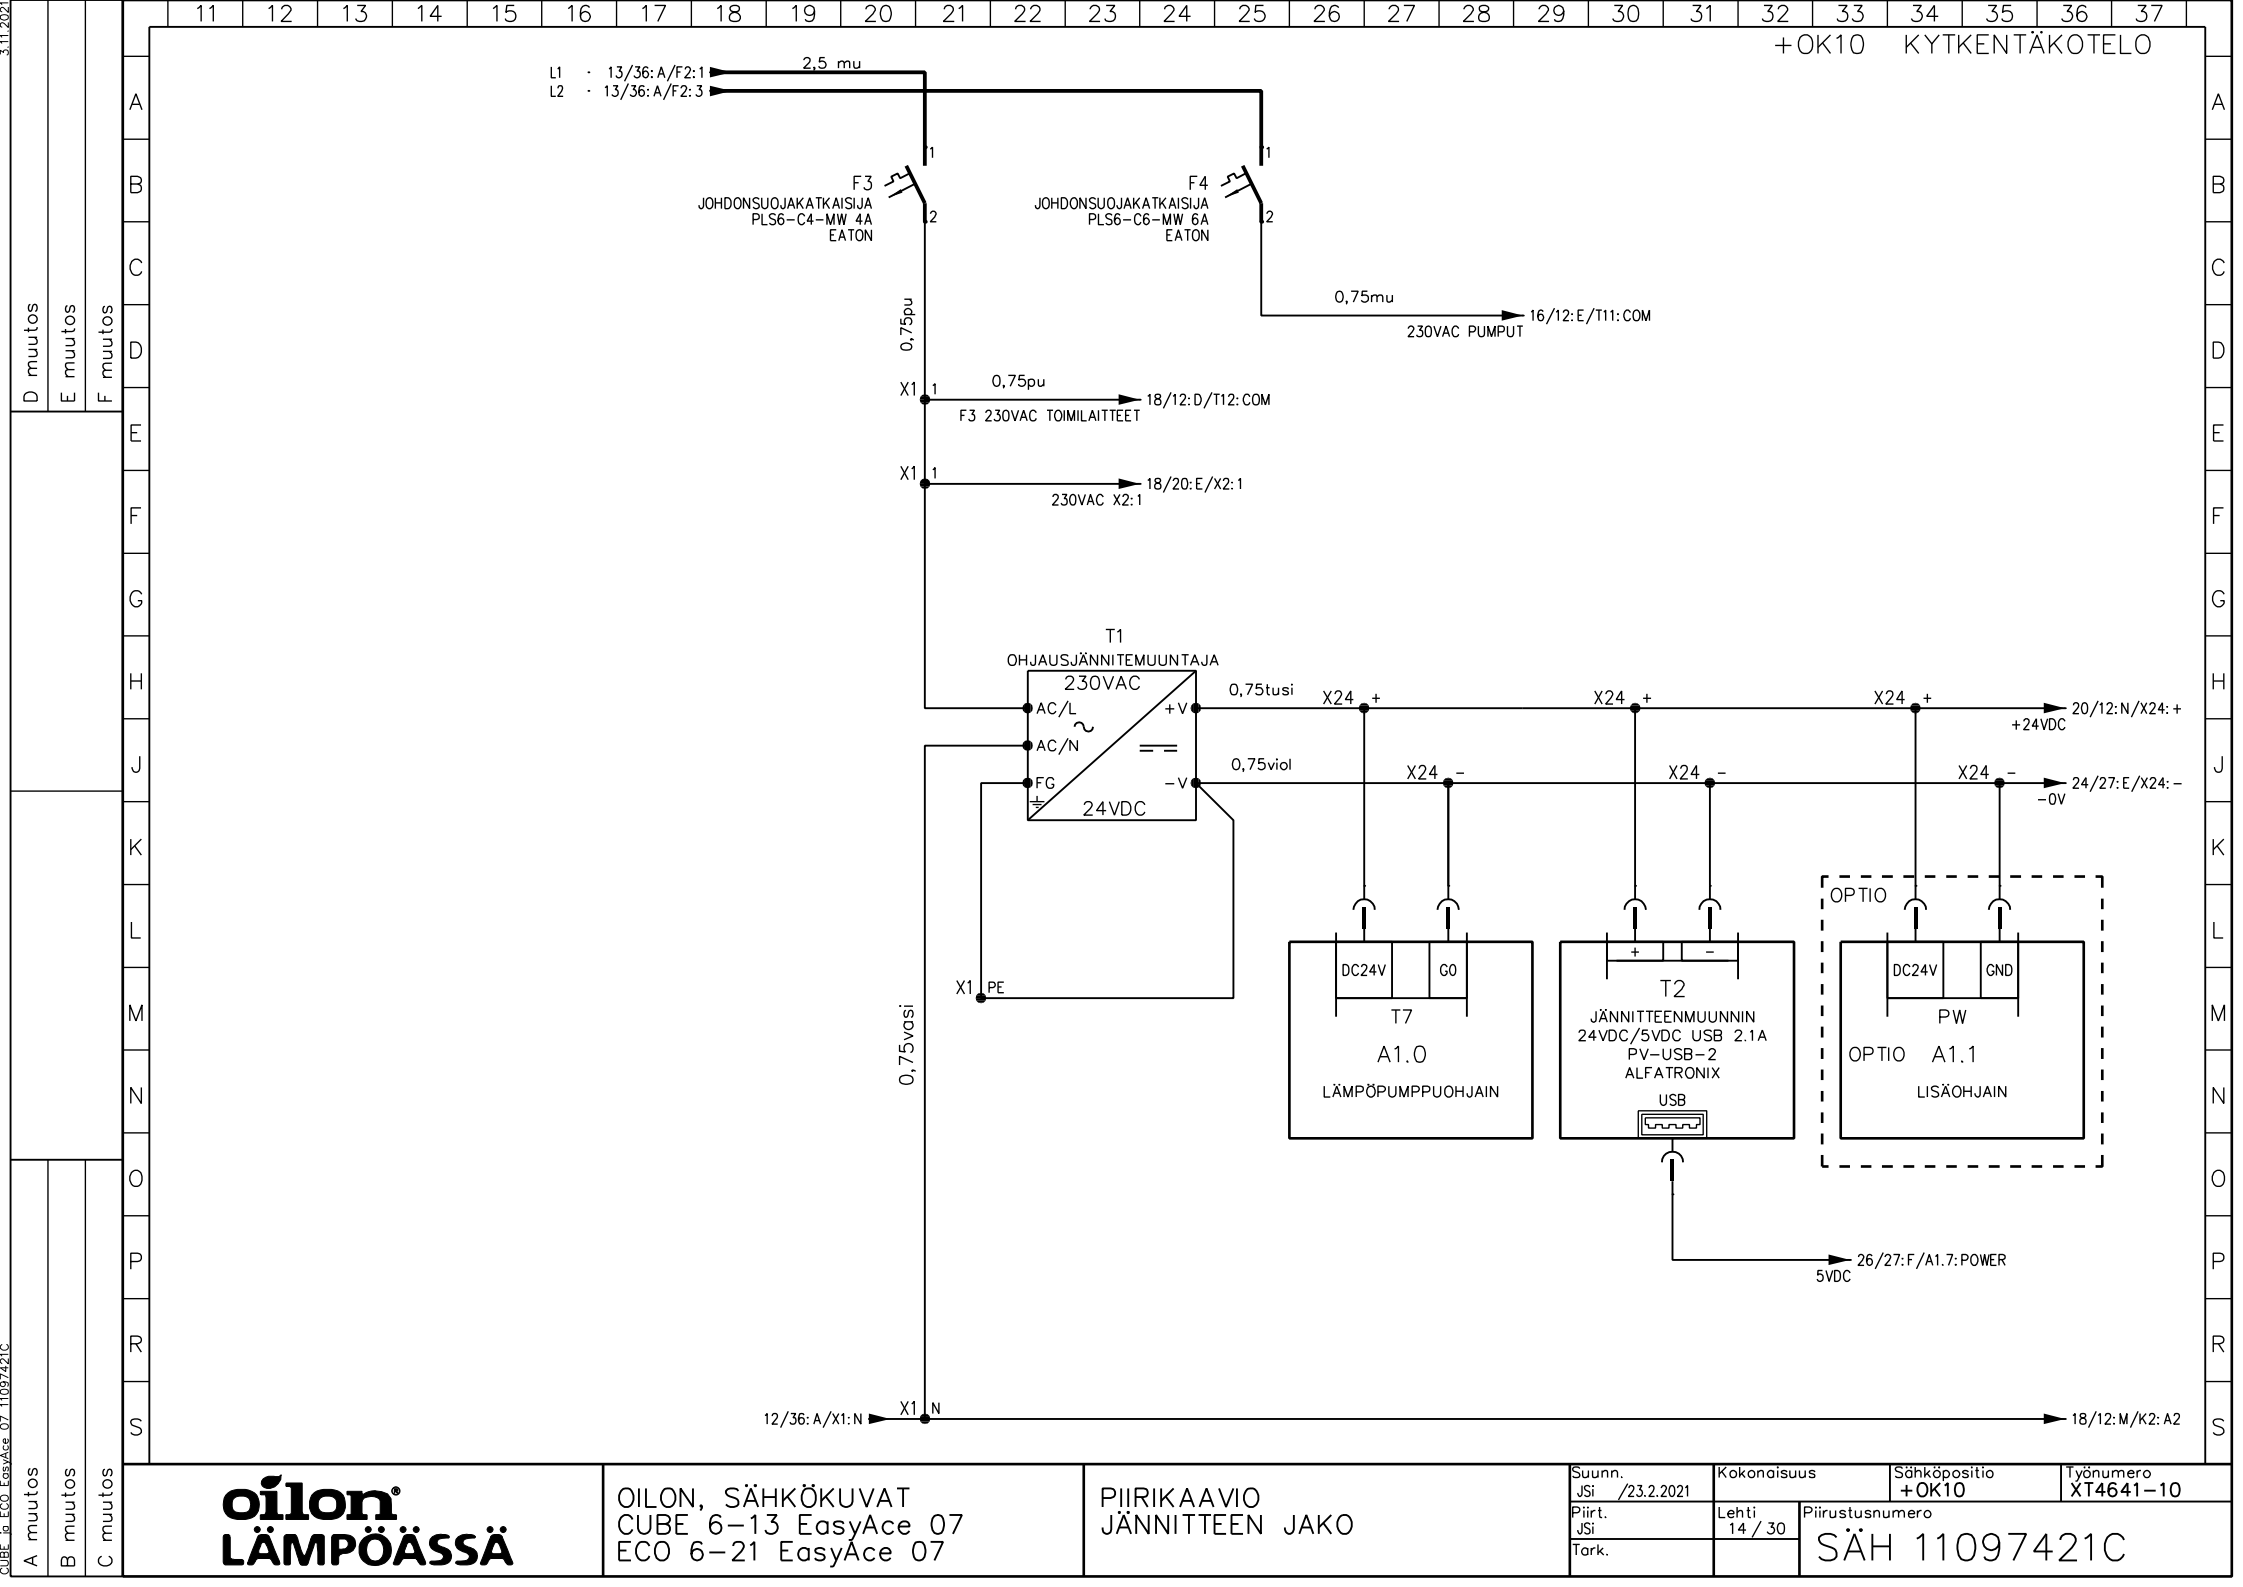 11 12 13 14 15 16 17 18 19 20 21 22 23 24 25 26 27 28 29 30 31 32 33 34 35 36 37
+OK10 KYTKENTÄKOTELO
3.11.2021
L1 - 13/36:A/F2:1
2,5 mu
L2 - 13/36:A/F2:3
A A
B B
C C
D D
E E
F F
G G
H H
J J
K K
L L
M M
N N
O O
P P
R R
S S
1
F3
JOHDONSUOJAKATKAISIJA
PLS6-C4-MW 4A
EATON
2
1
F4
JOHDONSUOJAKATKAISIJA
PLS6-C6-MW 6A
EATON
2
0,75mu
16/12:E/T11:COM
230VAC PUMPUT
0,75pu
X1 1
0,75pu
18/12:D/T12:COM
F3 230VAC TOIMILAITTEET
X1 1
18/20:E/X2:1
230VAC X2:1
T1
OHJAUSJÄNNITEMUUNTAJA
230VAC
AC/L
AC/N
FG
+V
-V
24VDC
0,75tusi
X24 +
X24 +
X24 +
20/12:N/X24:+
+24VDC
0,75viol
X24 -
X24 -
X24 -
24/27:E/X24:-
-0V
X1 PE
0,75vasi
DC24V
G0
T7
A1.0
LÄMPÖPUMPPUOHJAIN
+ -
T2
JÄNNITTEENMUUNNIN
24VDC/5VDC USB 2.1A
PV-USB-2
ALFATRONIX
USB
OPTIO
DC24V
GND
PW
OPTIO A1.1
LISÄOHJAIN
26/27:F/A1.7:POWER
5VDC
12/36:A/X1:N
X1 N
18/12:M/K2:A2
D muutos
E muutos
F muutos
A muutos
B muutos
C muutos
CUBE ja ECO EasyAce 07 11097421C
oilon®
LÄMPÖÄSSÄ
OILON, SÄHKÖKUVAT
CUBE 6-13 EasyAce 07
ECO 6-21 EasyAce 07
PIIRIKAAVIO
JÄNNITTEEN JAKO
Suunn.
JSi /23.2.2021
Piirt.
JSi
Tark.
Kokonaisuus
Lehti
14 / 30
Sähköpositio
+OK10
Työnumero
XT4641-10
Piirustusnumero
SÄH 11097421C